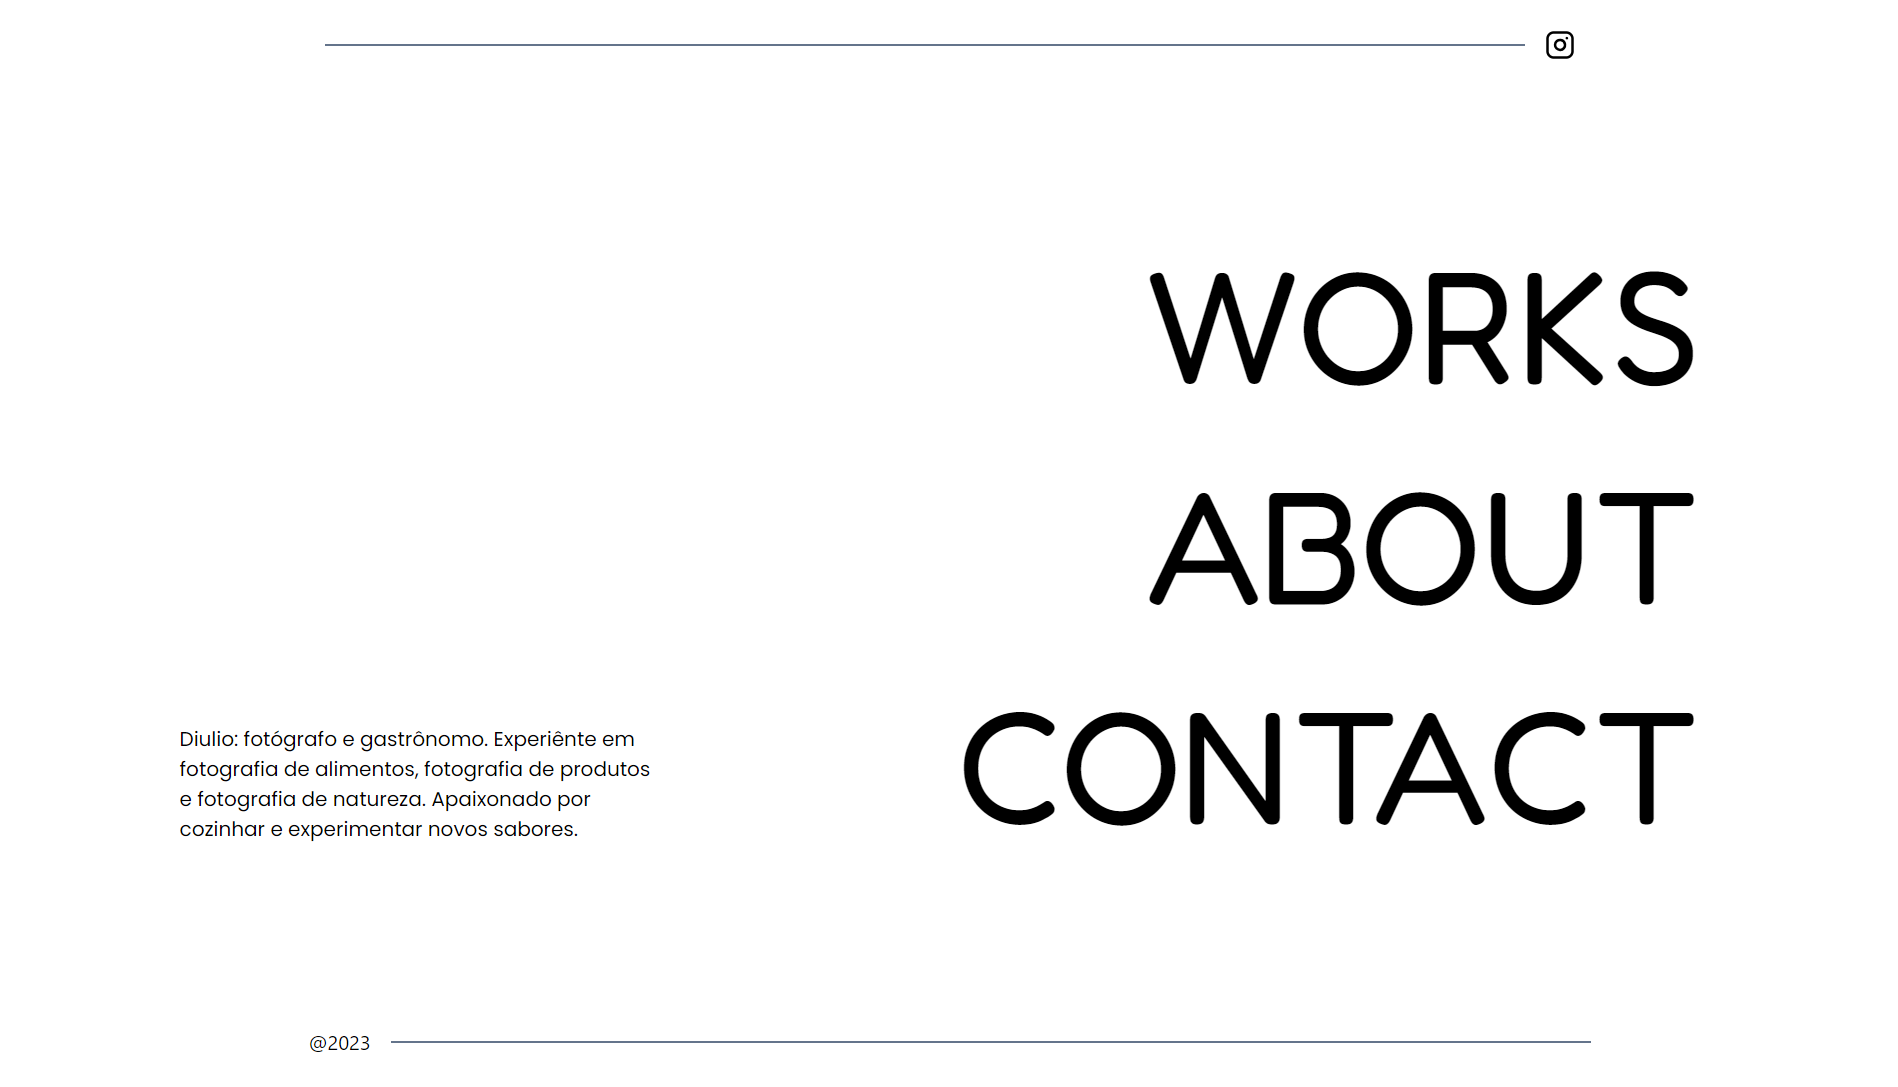 WORKS
ABOUT
CONTACT
Diulio: fotógrafo e gastrônomo. Experiênte em
fotografia de alimentos, fotografia de produtos
e fotografia de natureza. Apaixonado por
cozinhar e experimentar novos sabores.
@2023